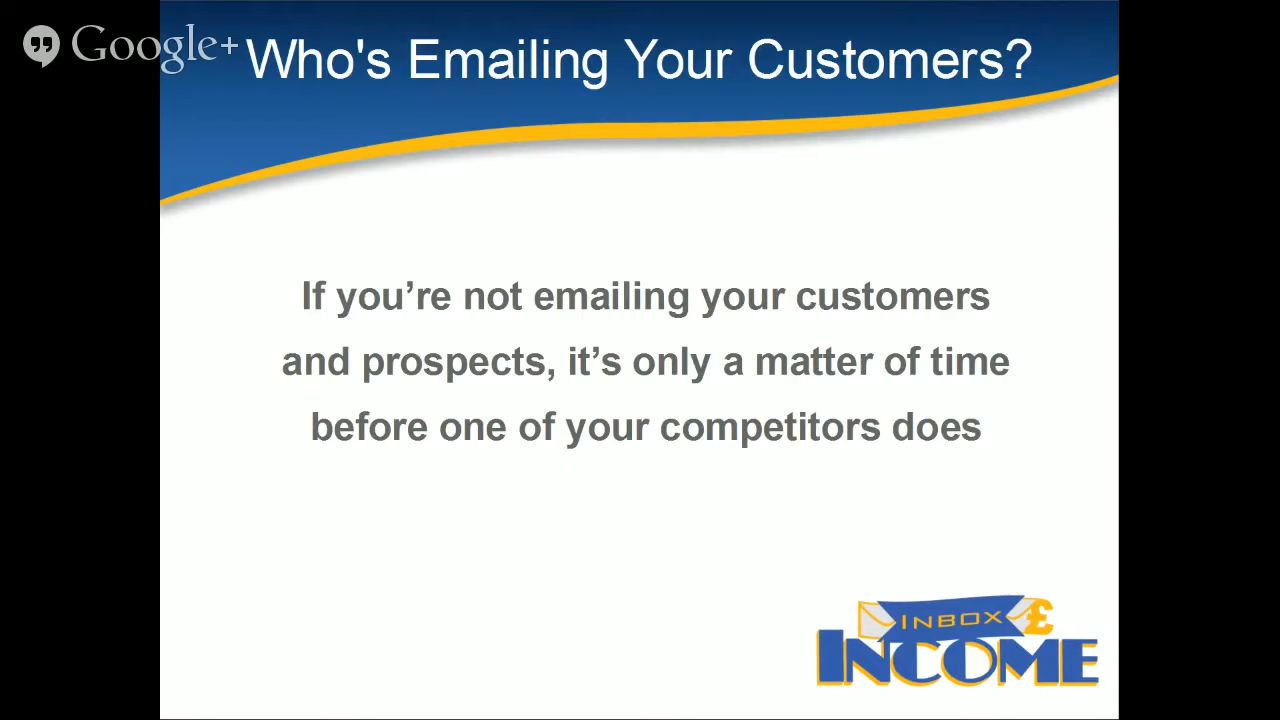 Google+
Who's Emailing Your Customers?
If you’re not emailing your customers
and prospects, it’s only a matter of time
before one of your competitors does
INBOX £
INCOME